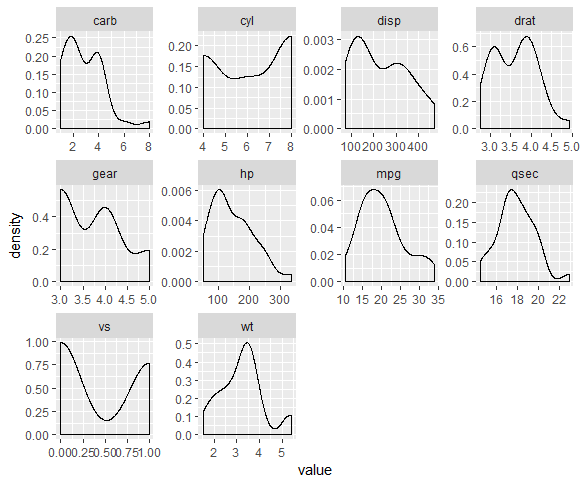 carb cyl disp drat
0.25 0.20 0.15 0.10 0.05 0.00
2 4 6 8
0.20 0.15 0.10 0.05 0.00
4 5 6 7 8
0.003 0.002 0.001 0.000
100 200 300 400
0.6 0.4 0.2 0.0
3.0 3.5 4.0 4.5 5.0
gear hp mpg qsec
0.4 0.2 0.0
3.0 3.5 4.0 4.5 5.0
0.006 0.004 0.002 0.000
100 200 300
0.06 0.04 0.02 0.00
10 15 20 25 30 35
0.20 0.15 0.10 0.05 0.00
16 18 20 22
vs wt
1.00 0.75 0.50 0.25 0.00
0.00 0.25 0.50 0.75 1.00
0.5 0.4 0.3 0.2 0.1 0.0
2 3 4 5
density
value